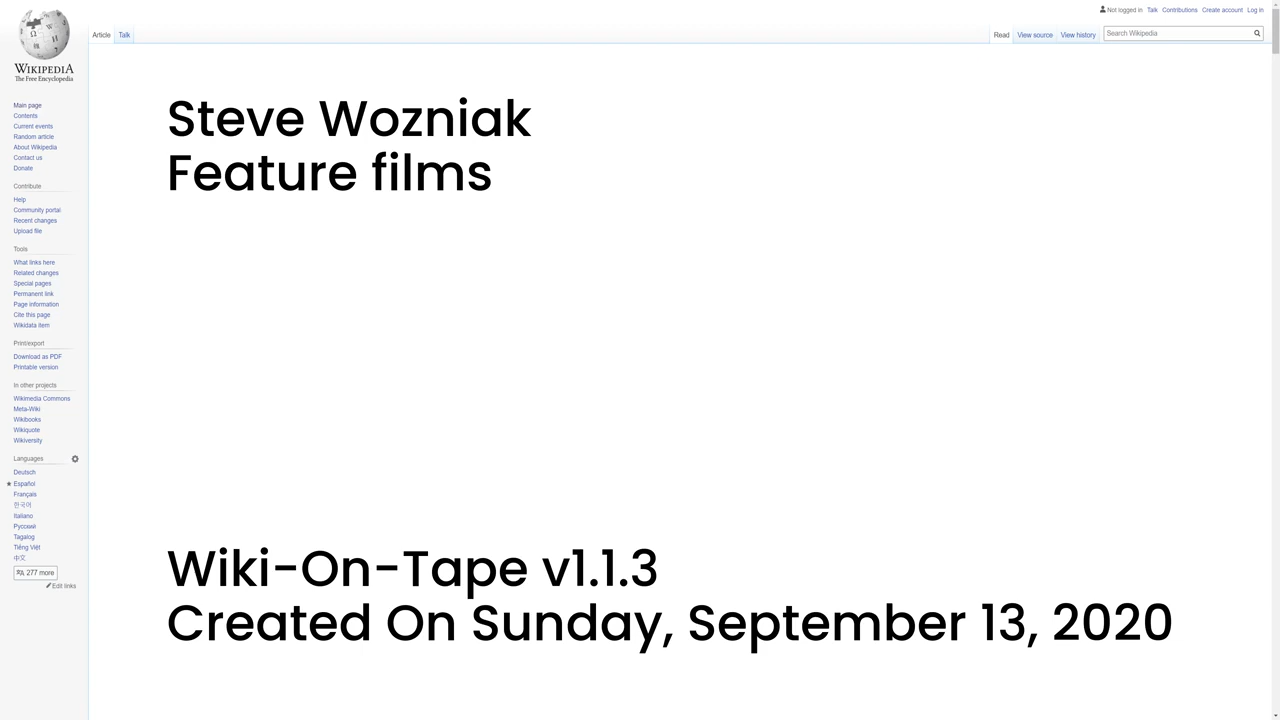 Not logged in Talk Contributions Create account Log in
Article Talk Read View source View history Search Wikipedia
WIKIPEDIA
The Free Encyclopedia
Main page
Contents
Current events
Random article
About Wikipedia
Contact us
Donate
Contribute
Help
Community portal
Recent changes
Upload file
Tools
What links here
Related changes
Special pages
Permanent link
Page information
Cite this page
Wikidata item
Print/export
Download as PDF
Printable version
In other projects
Wikimedia Commons
Meta-Wiki
Wikibooks
Wikiquote
Wikiversity
Languages
Deutsch
Español
Français
한국어
Italiano
Русский
Tagalog
Tiếng Việt
中文
277 more
Edit links
Steve Wozniak
Feature films
Wiki-On-Tape v1.1.3
Created On Sunday, September 13, 2020